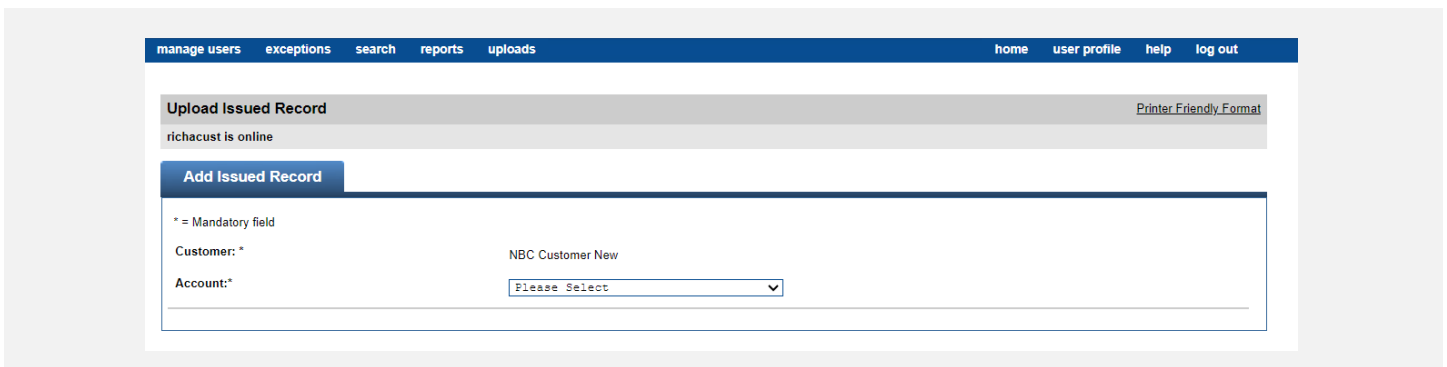 manage users exceptions search reports uploads home user profile help log out
Upload Issued Record Printer Friendly Format
richacust is online
Add Issued Record
* = Mandatory field
Customer: * NBC Customer New
Account:* Please Select